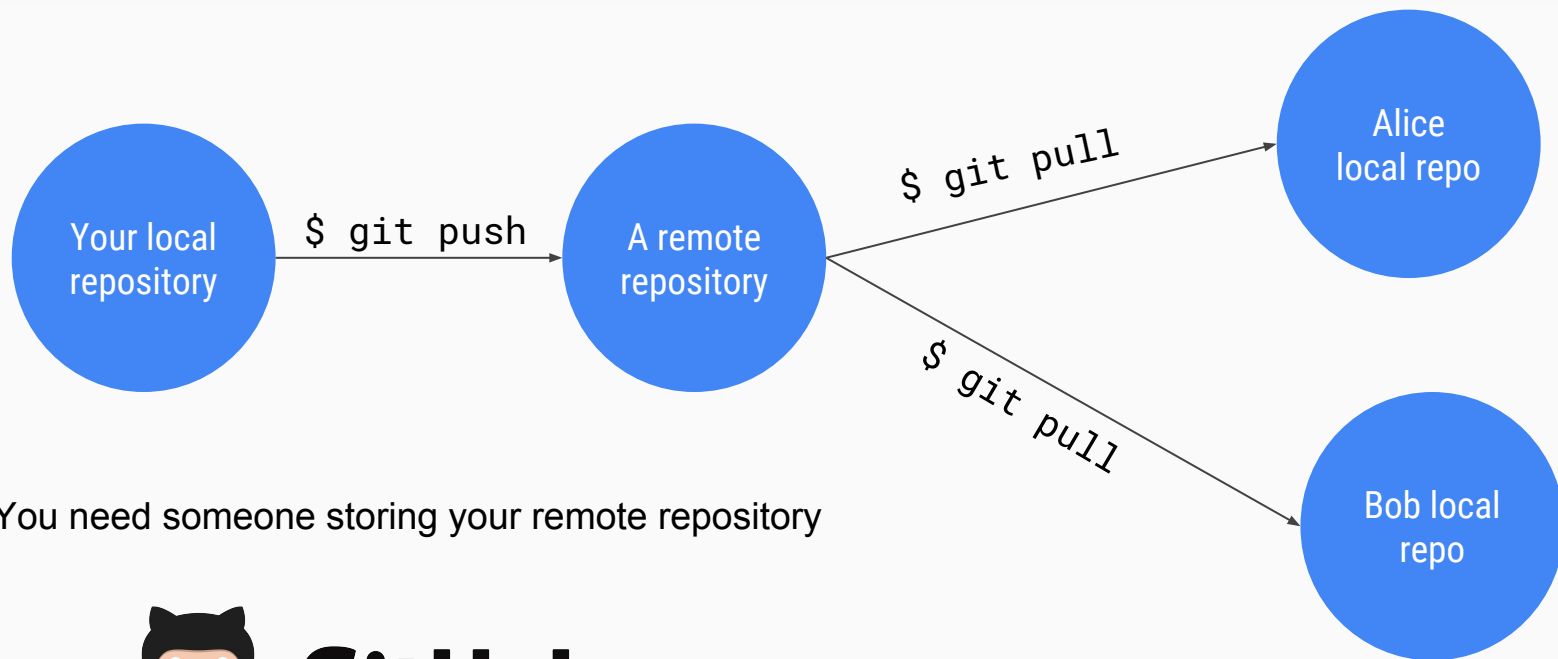 Your local
repository
$ git push
A remote
repository
$ git pull
Alice
local repo
$ git pull
Bob local
repo
You need someone storing your remote repository
GitHub